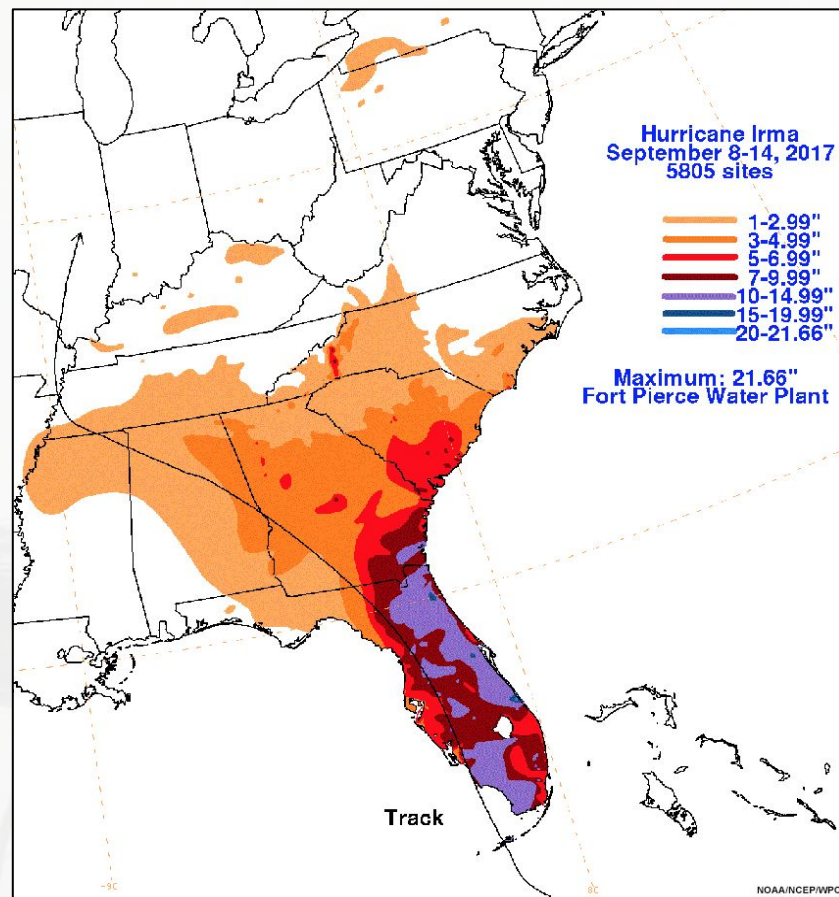 Hurricane Irma
September 8-14, 2017
5805 sites
1-2.99"
3-4.99"
5-6.99"
7-9.99"
10-14.99"
15-19.99"
20-21.66"
Maximum: 21.66"
Fort Pierce Water Plant
Track
-90
80
NOAA/NCEP/WPC